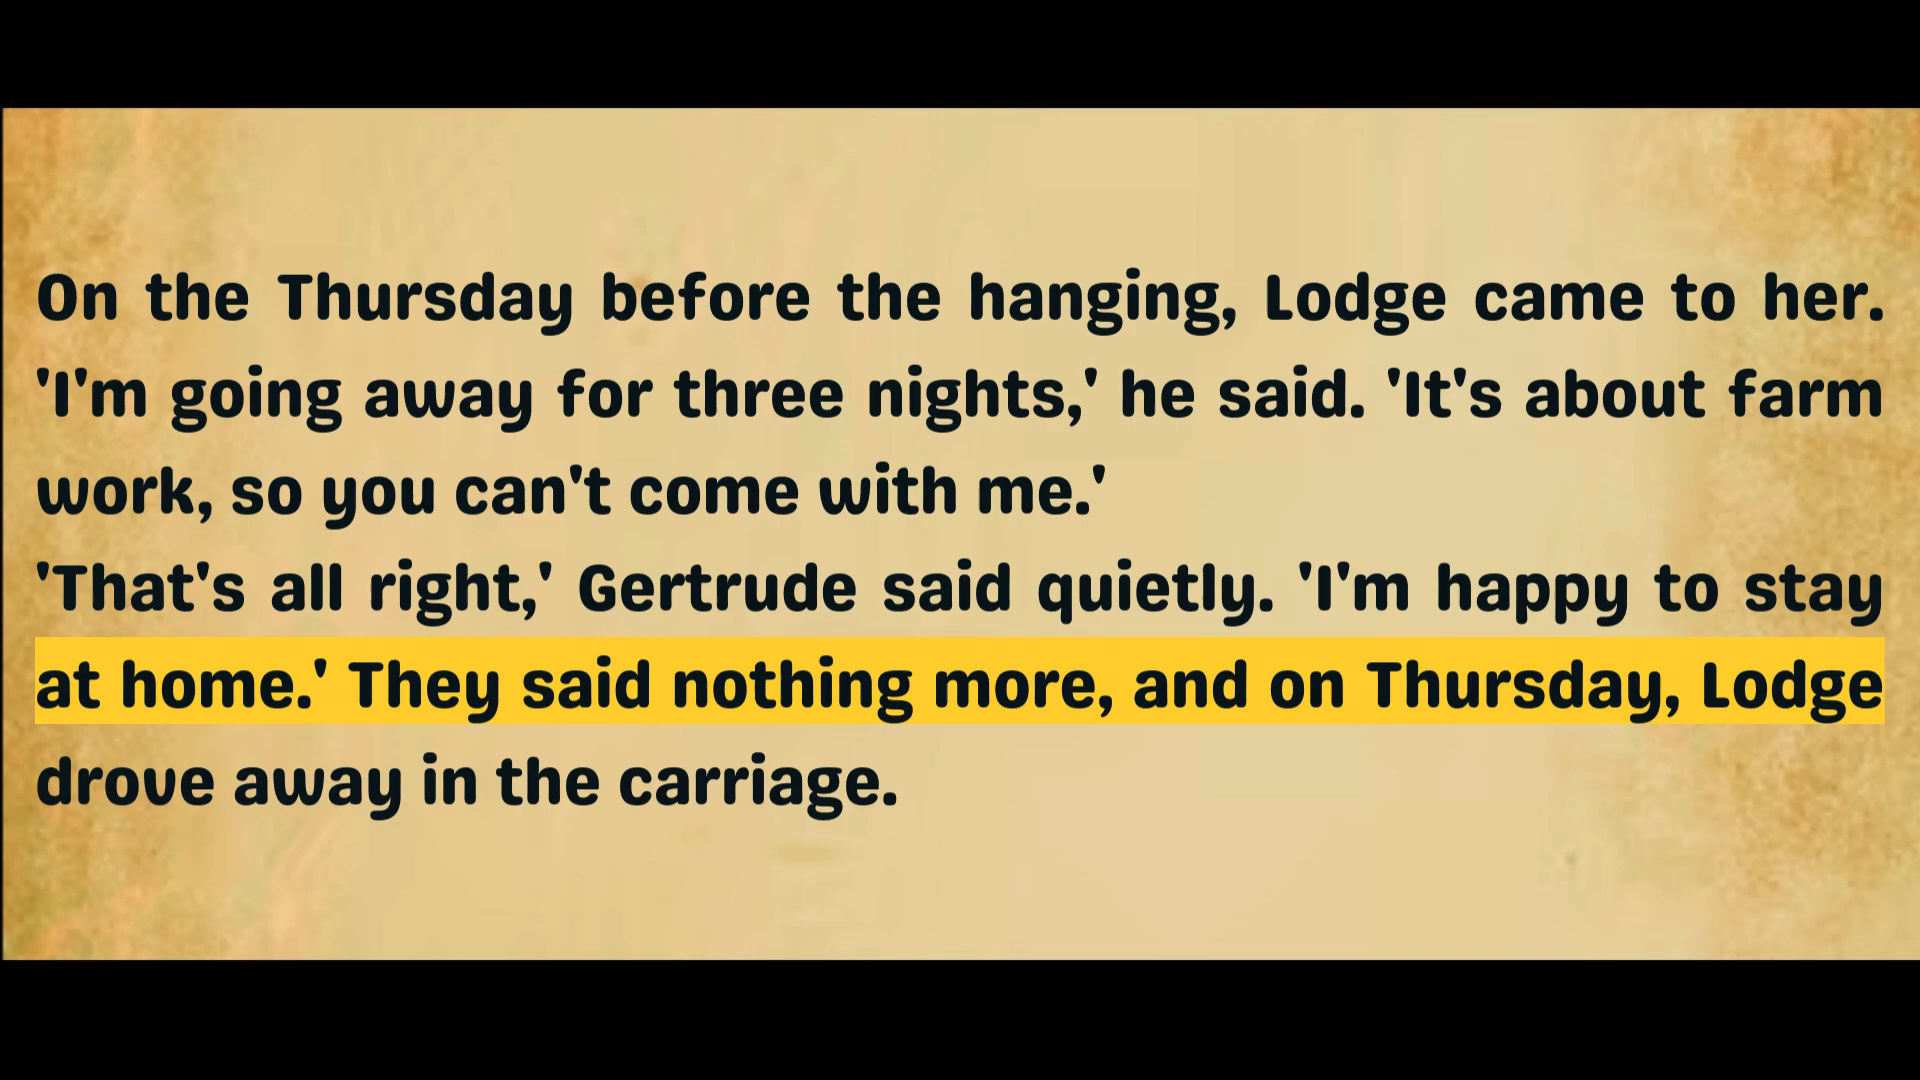 On the Thursday before the hanging, Lodge came to her.
'I'm going away for three nights,' he said. 'It's about farm
work, so you can't come with me.'
'That's all right,' Gertrude said quietly. 'I'm happy to stay
at home.' They said nothing more, and on Thursday, Lodge
drove away in the carriage.